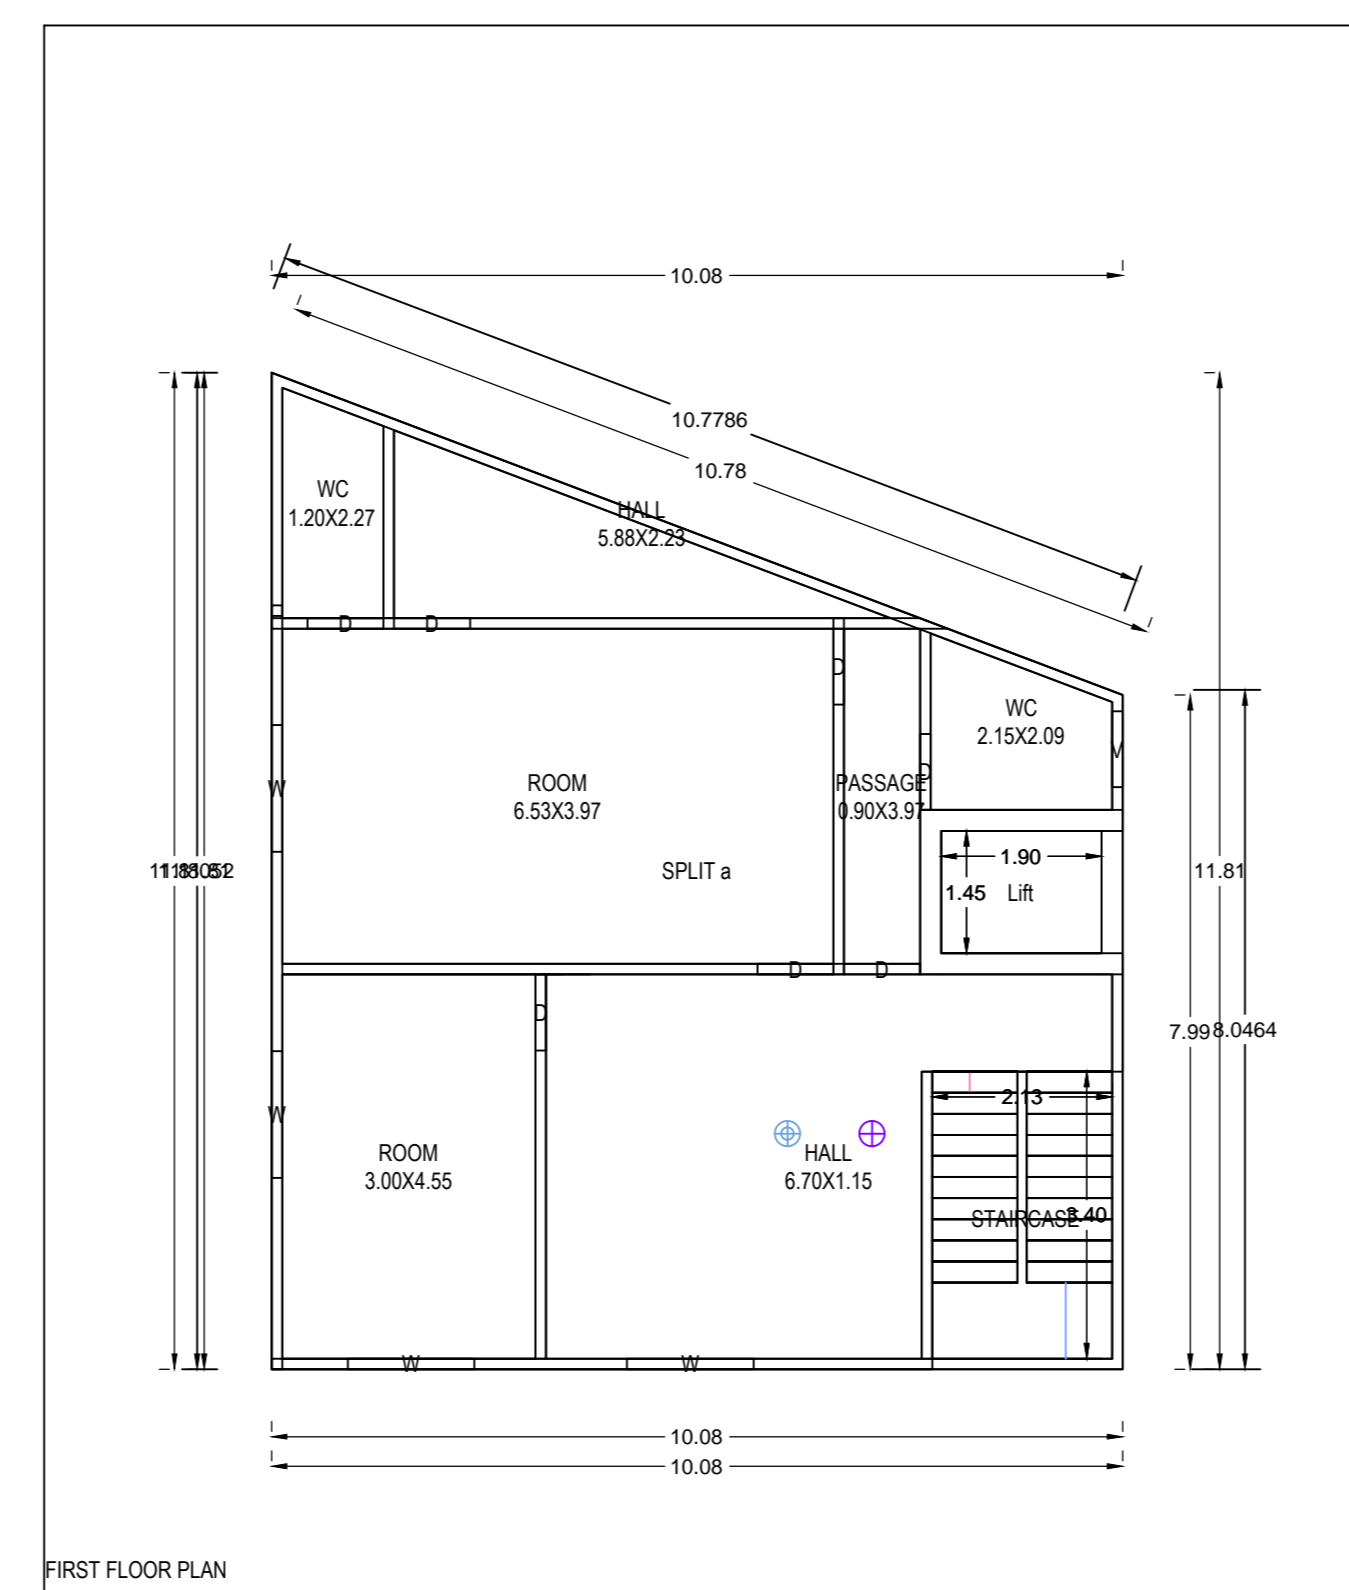 10.08
10.7786
10.78
WC
1.20X2.27
HALL
5.88X2.23
D
D
D
WC
2.15X2.09
V
D
W
ROOM
6.53X3.97
PASSAGE
0.90X3.97
SPLIT a
1.90
1.45
Lift
11.81
D
D
D
7.99
8.0464
2.13
W
ROOM
3.00X4.55
HALL
6.70X1.15
STAIRCASE
3.40
W
W
10.08
10.08
FIRST FLOOR PLAN